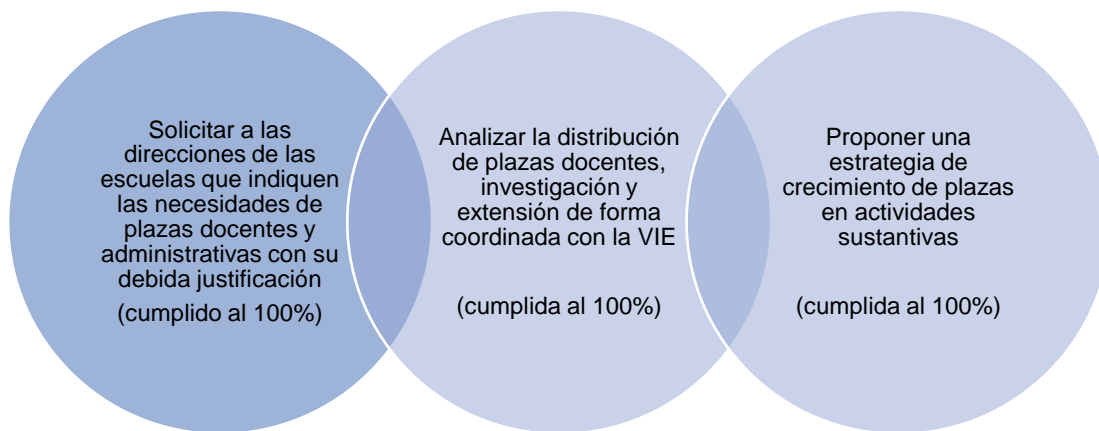 Solicitar a las
direcciones de las
escuelas que indiquen
las necesidades de
plazas docentes y
administrativas con su
debida justificación
(cumplido al 100%)
Analizar la distribución
de plazas docentes,
investigación y
extensión de forma
coordinada con la VIE
(cumplida al 100%)
Proponer una
estrategia de
crecimiento de plazas
en actividades
sustantivas
(cumplida al 100%)